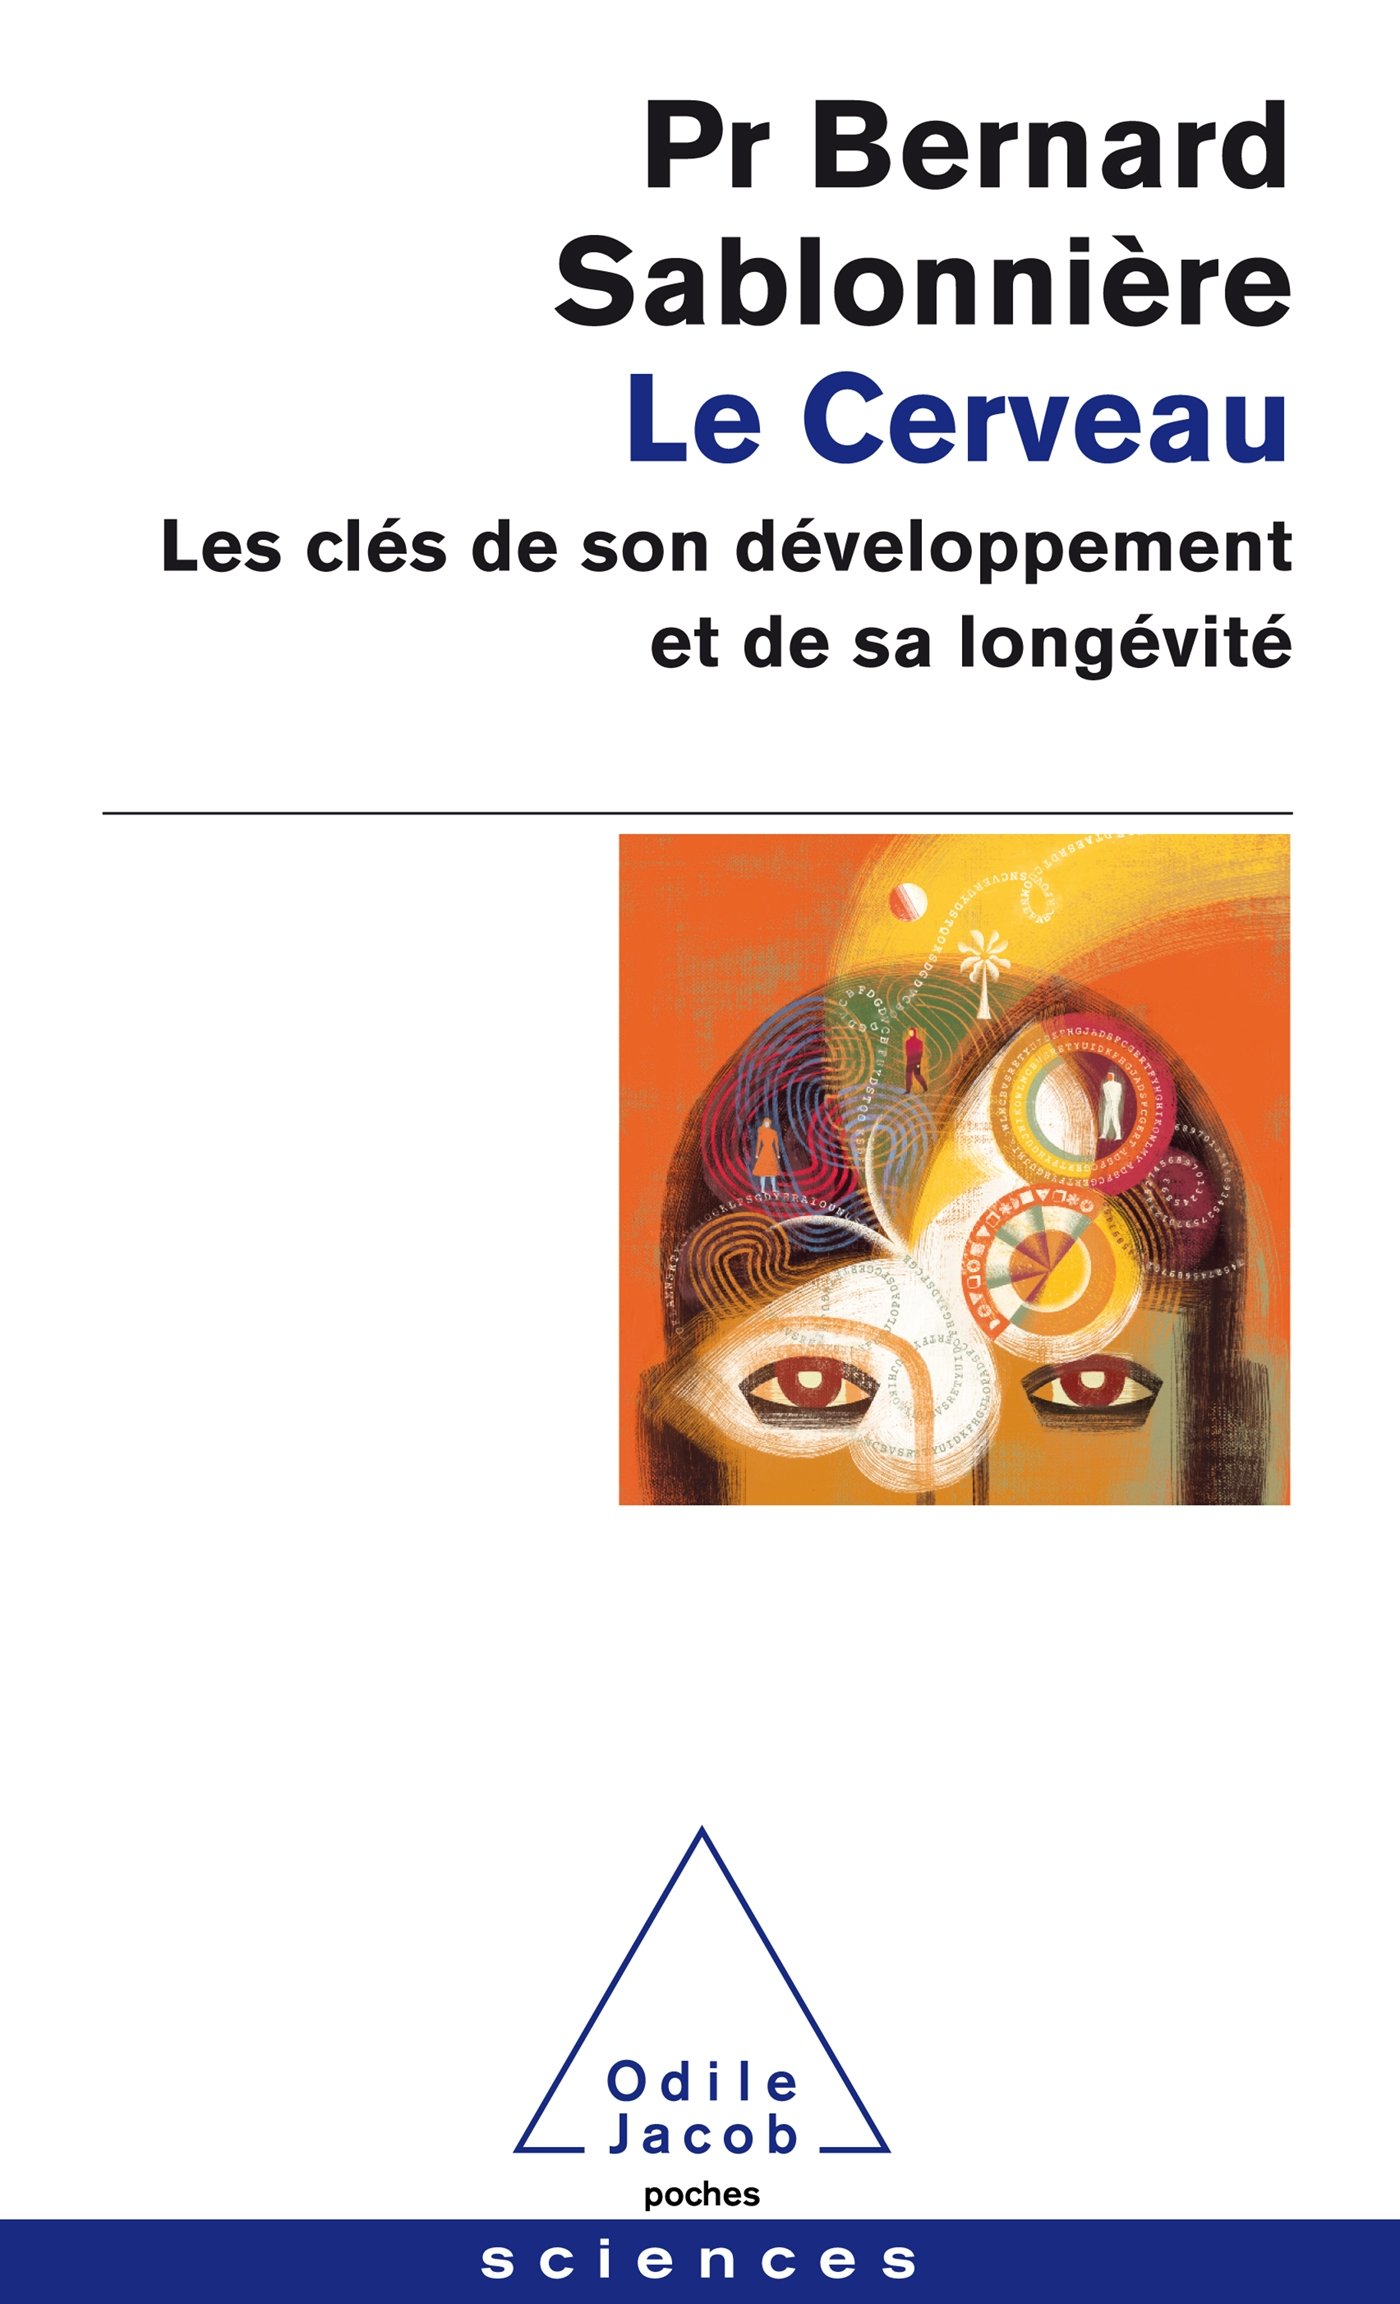 Pr Bernard
Sablonnière
Le Cerveau
Les clés de son développement
et de sa longévité
Odile
Jacob
poches
sciences